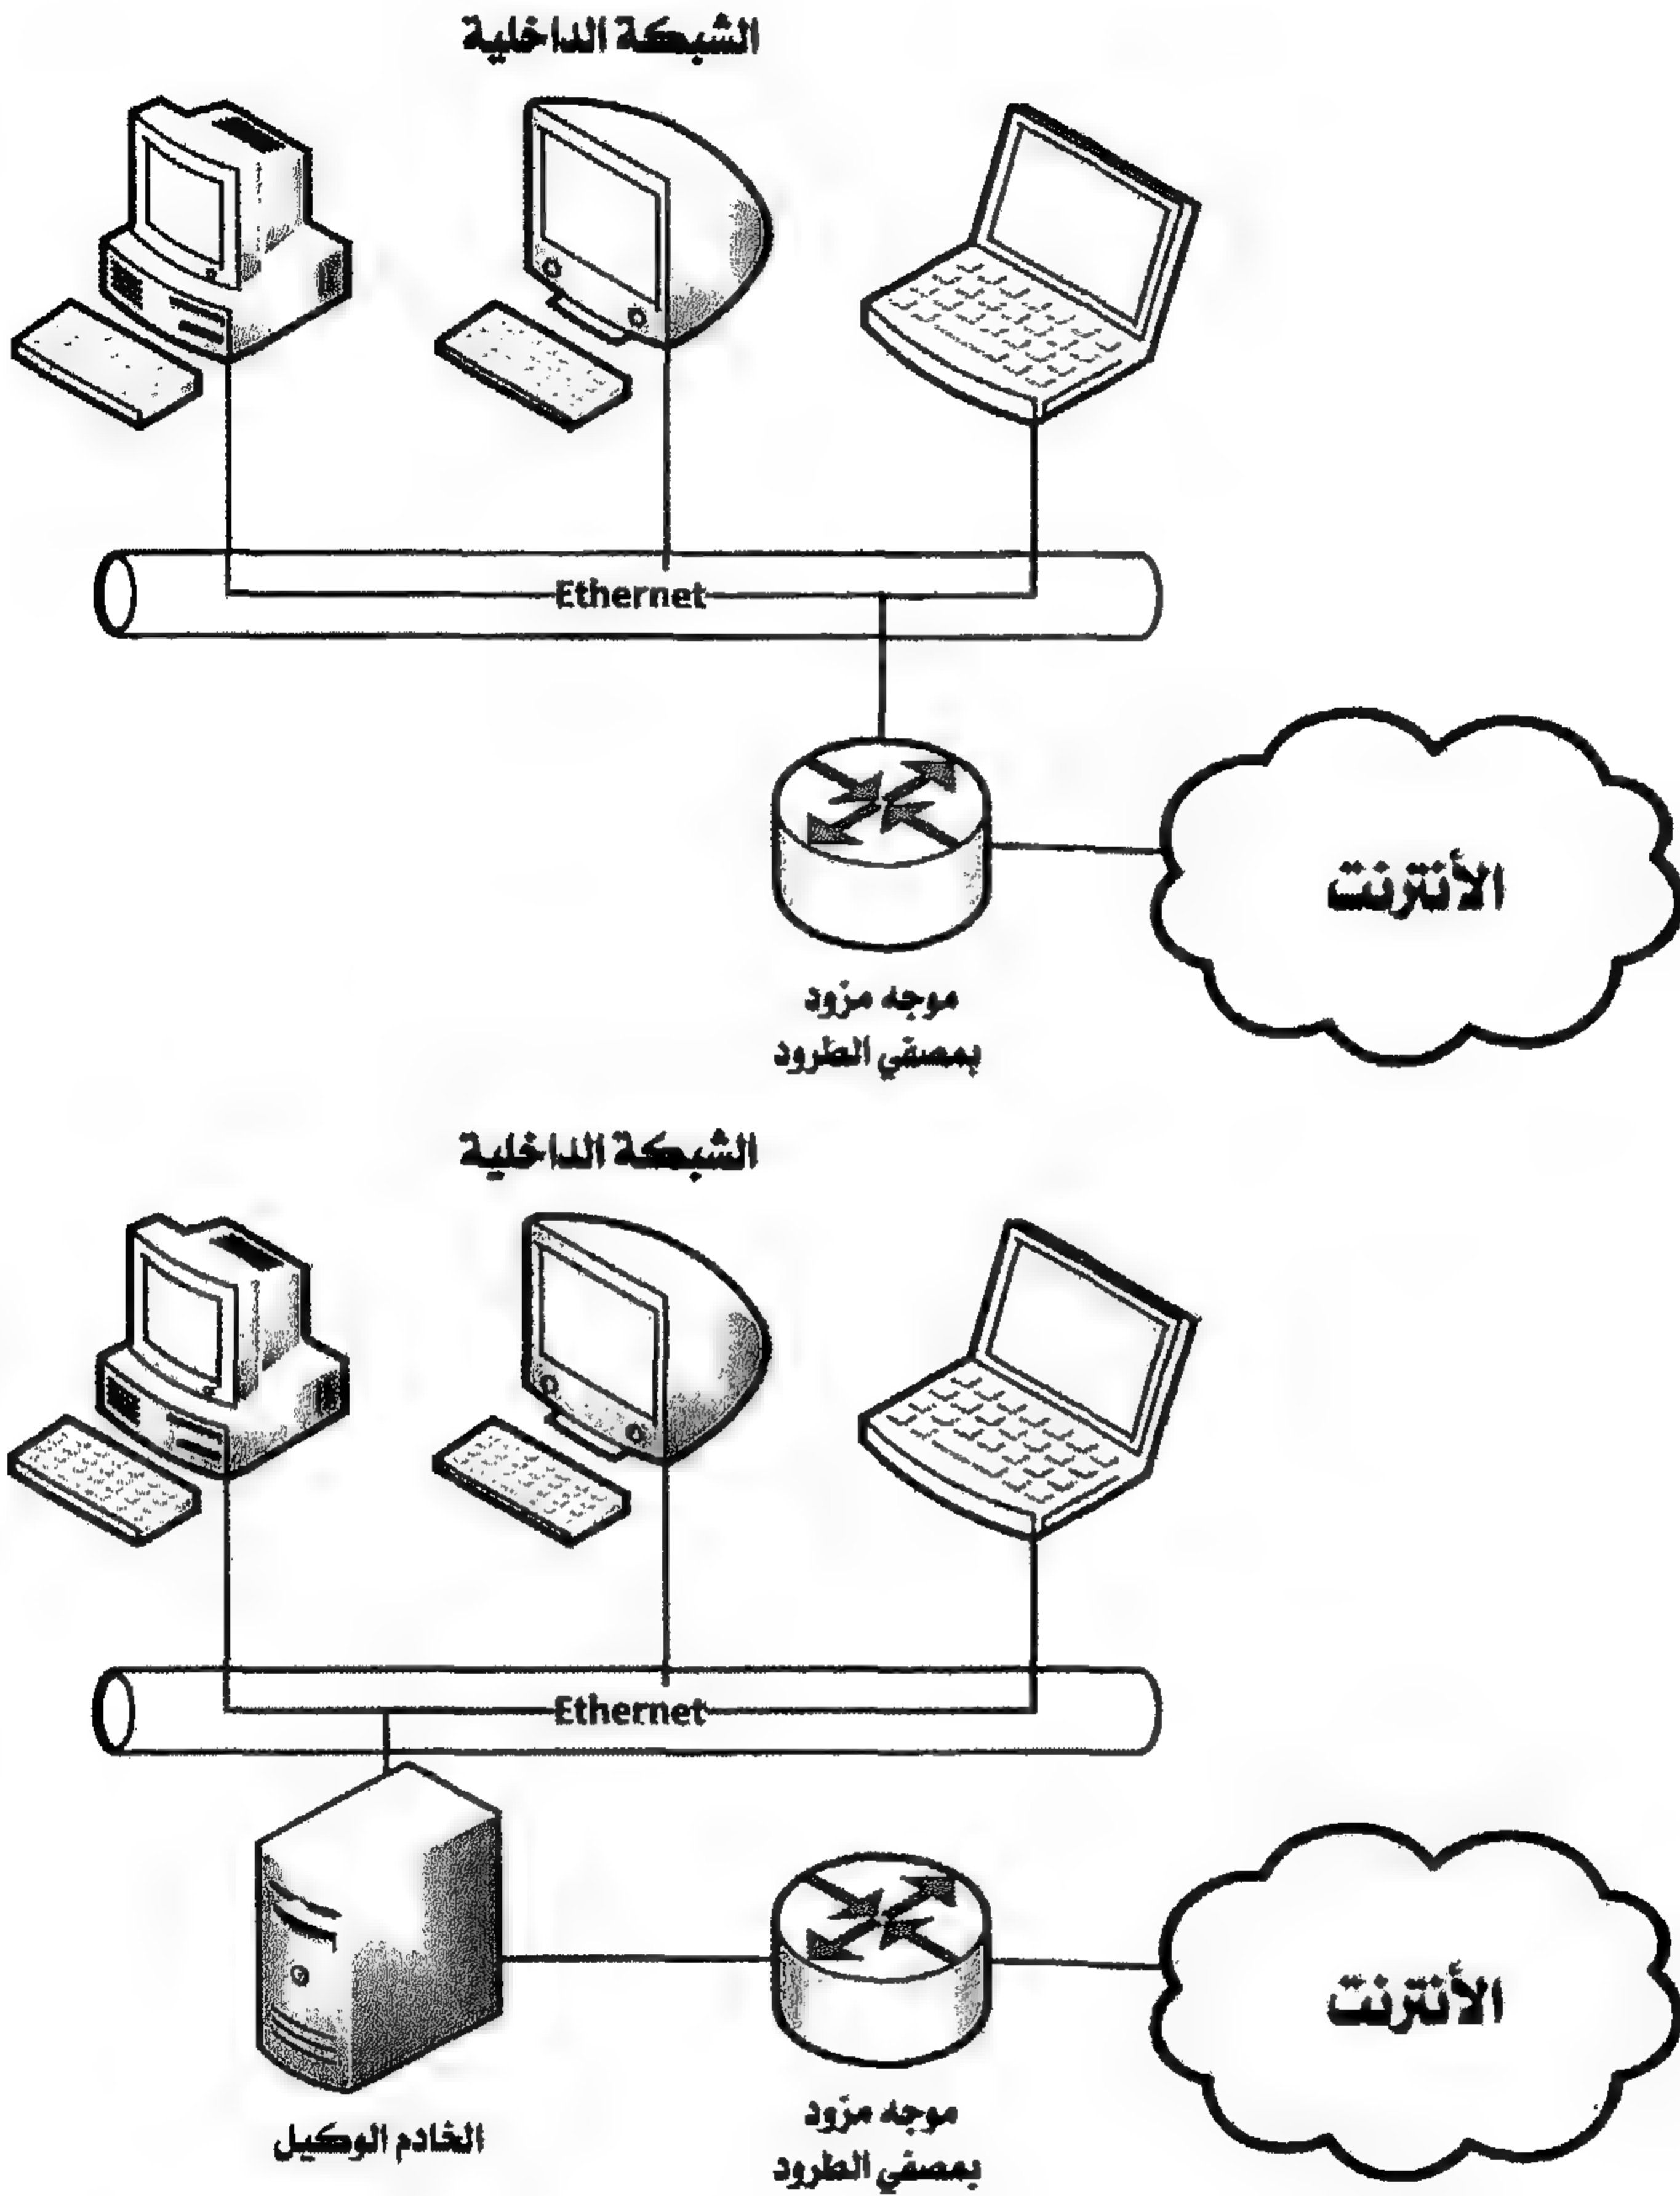 الشبكة الداخلية
Ethernet
الأنترنت
موجه مزود
بمصفي الطرود
الشبكة الداخلية
Ethernet
الأنترنت
الخادم الوكيل
موجه مزود
بمصفي الطرود